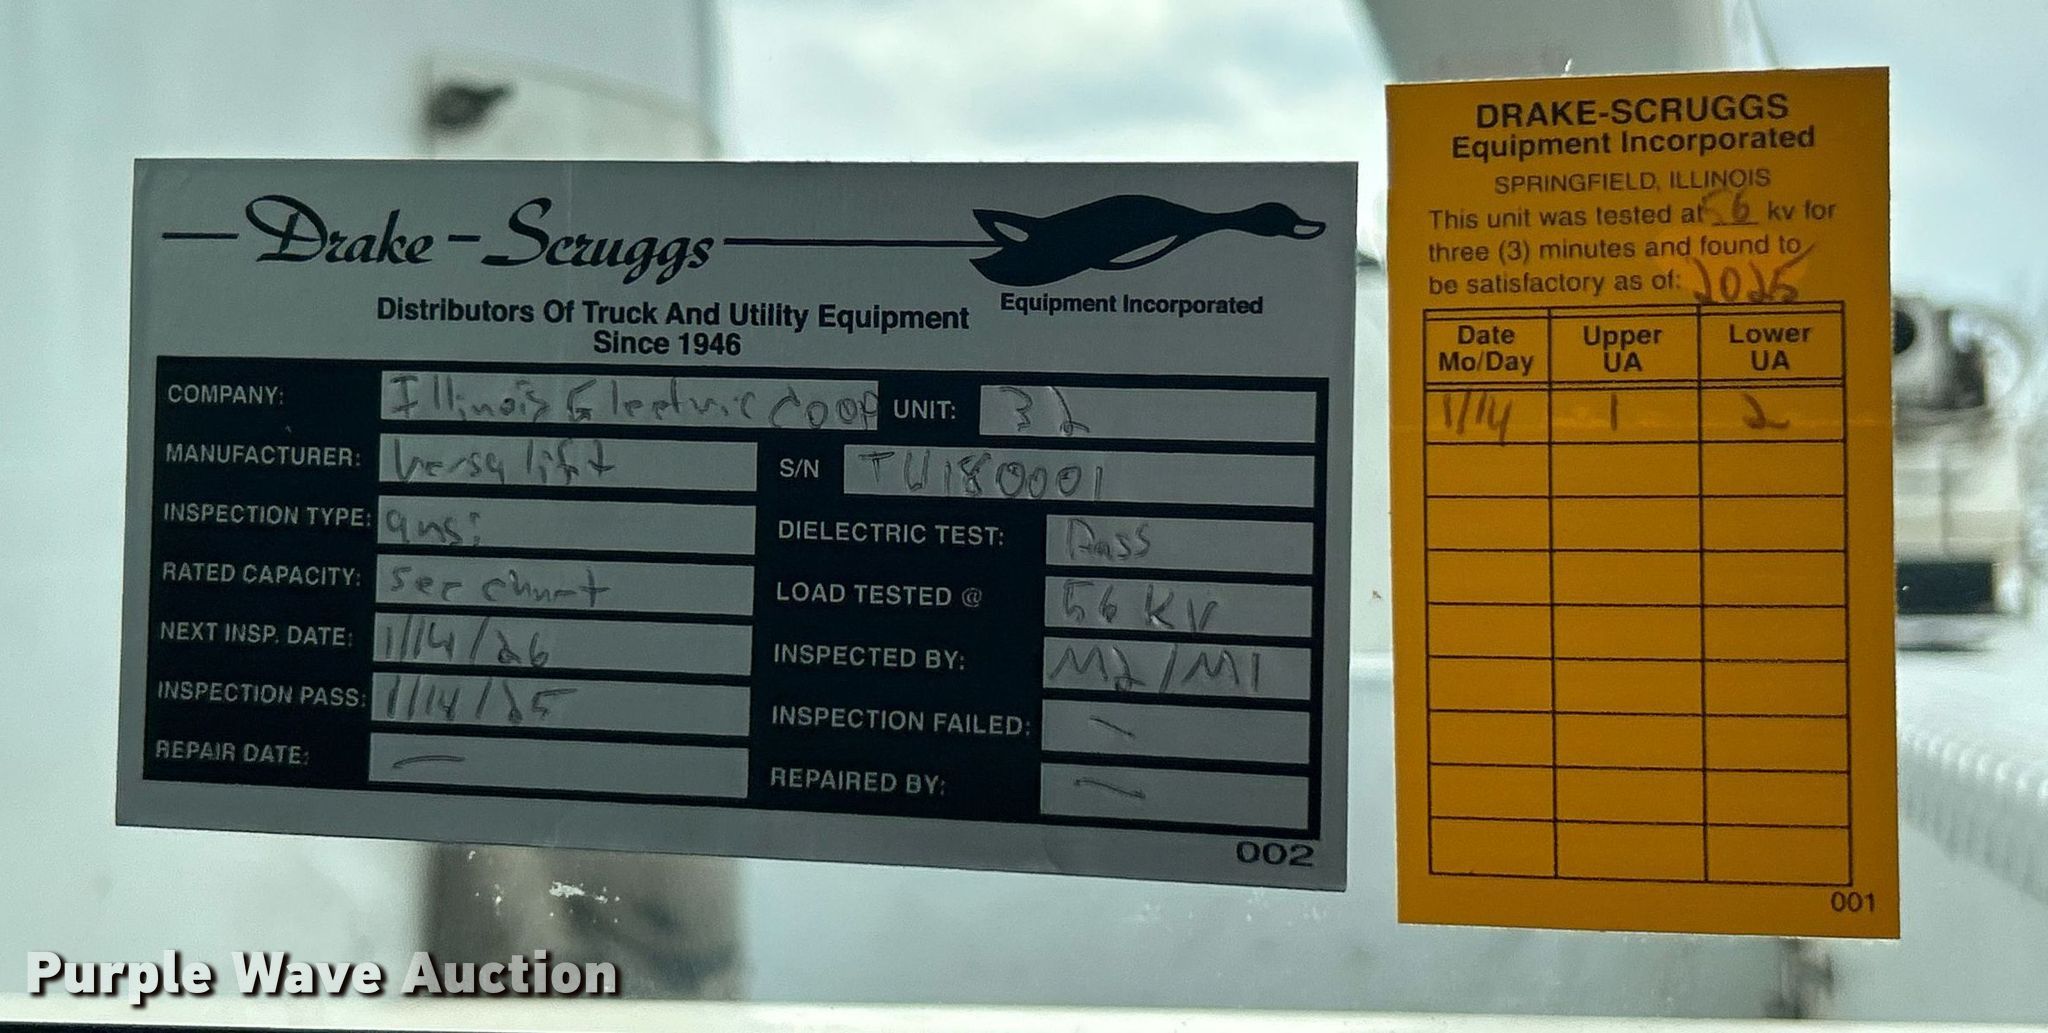 Drake-Scruggs
Equipment Incorporated
Distributors Of Truck And Utility Equipment
Since 1946
COMPANY: Illinois Electric Coop UNIT: 32
MANUFACTURER: Versalift S/N TU180001
INSPECTION TYPE: ansi DIELECTRIC TEST: Pass
RATED CAPACITY: see chart LOAD TESTED @ 56 KV
NEXT INSP. DATE: 1/14/26 INSPECTED BY: M2/M1
INSPECTION PASS: 1/14/25 INSPECTION FAILED: —
REPAIR DATE: — REPAIRED BY: —
002
DRAKE-SCRUGGS
Equipment Incorporated
SPRINGFIELD, ILLINOIS
This unit was tested at 56 kv for
three (3) minutes and found to
be satisfactory as of: 2025
Date Upper Lower
Mo/Day UA UA
1/14 1 2
001
Purple Wave Auction